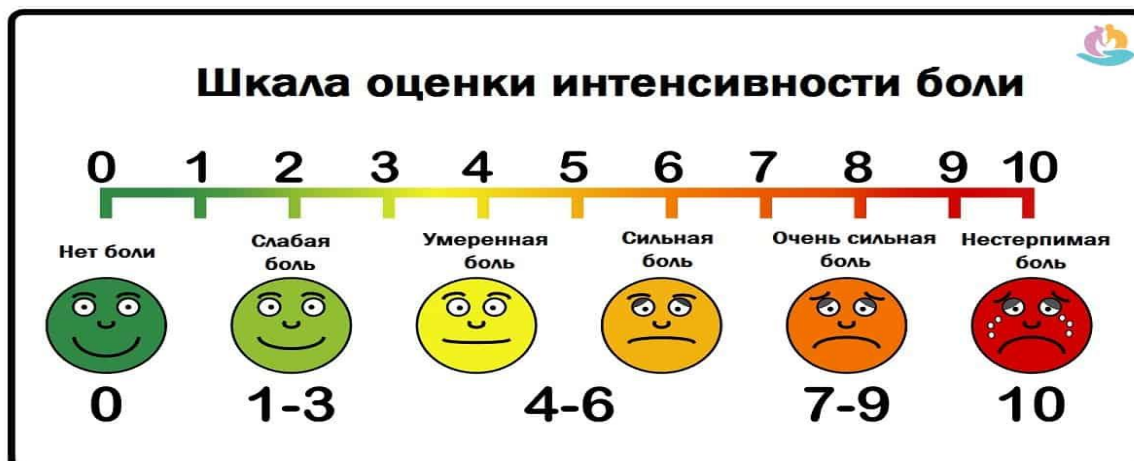 Шкала оценки интенсивности боли
0 1 2 3 4 5 6 7 8 9 10
Нет боли
Слабая
боль
Умеренная
боль
Сильная
боль
Очень сильная
боль
Нестерпимая
боль
0 1-3 4-6 7-9 10